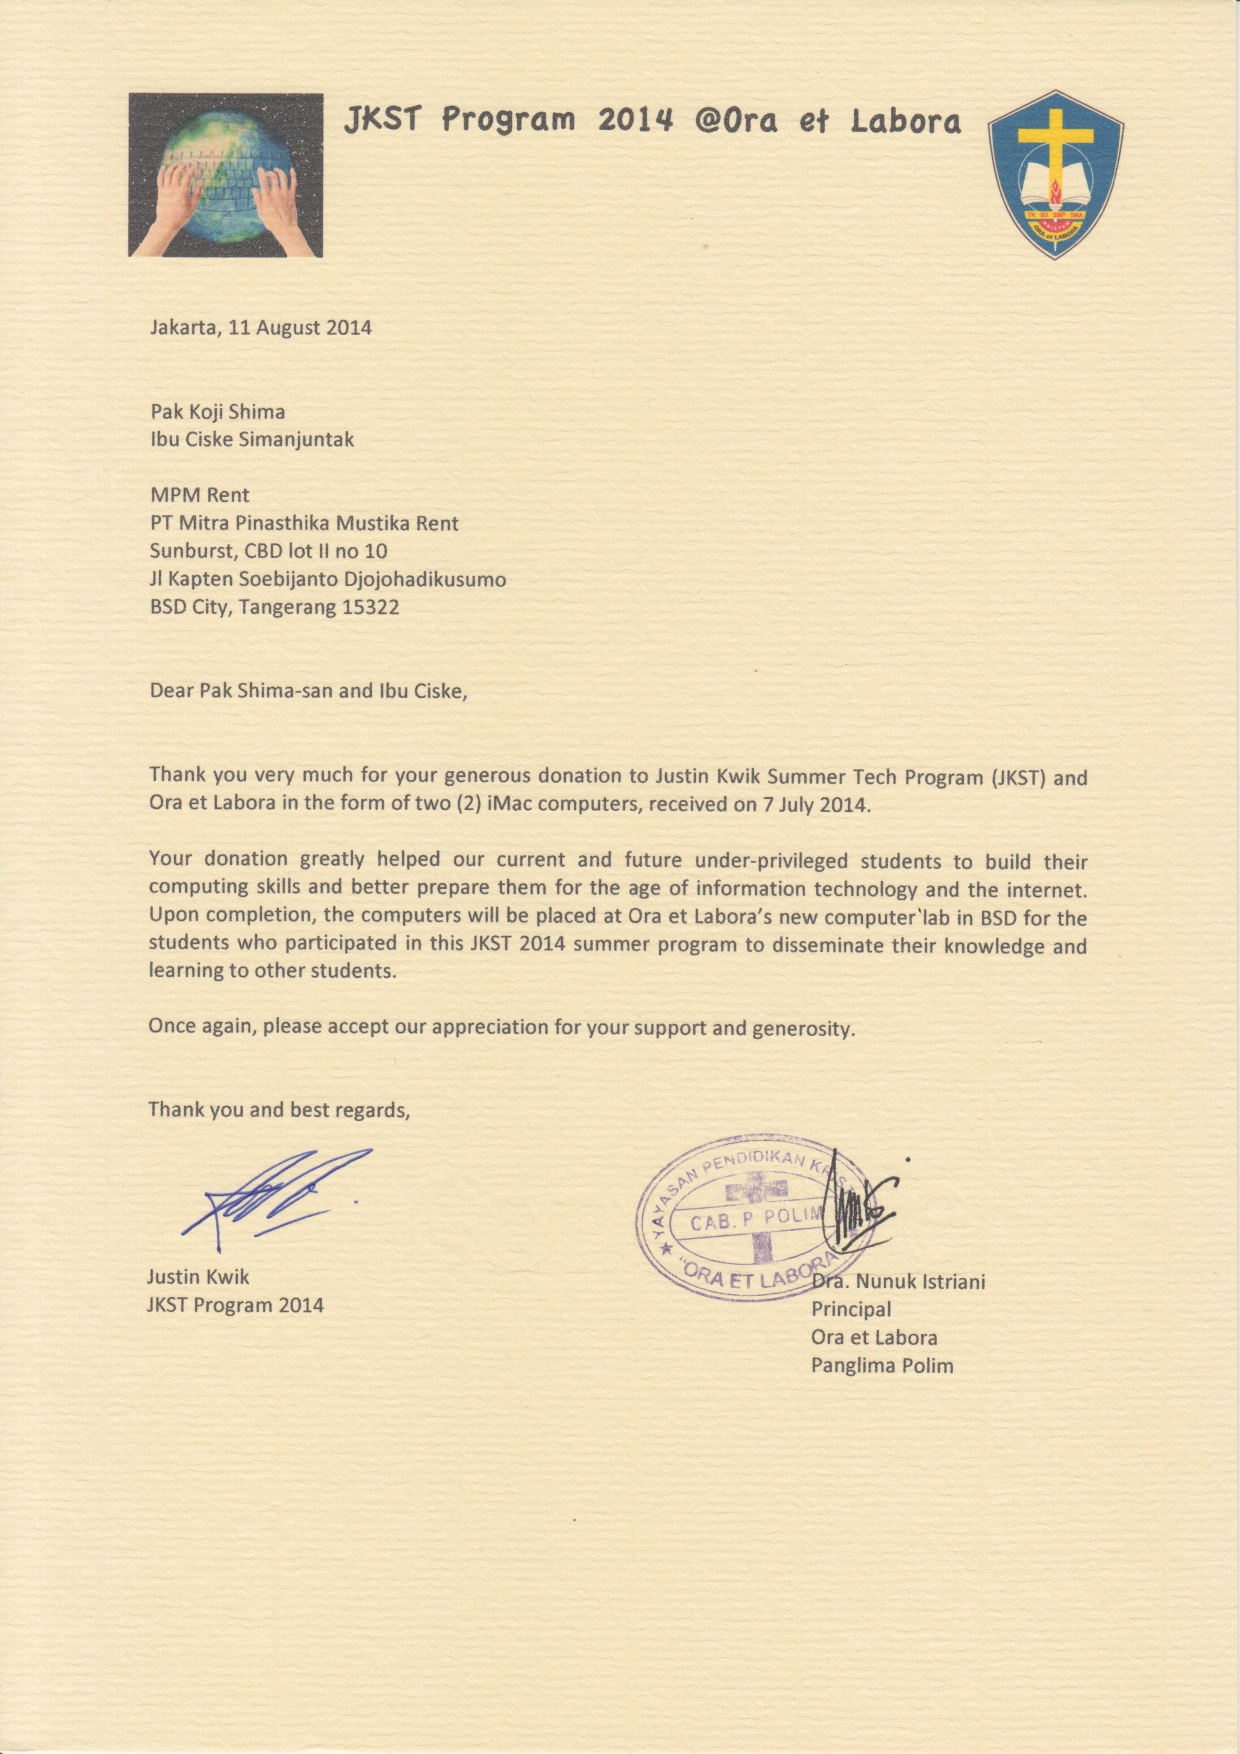 JKST Program 2014 @Ora et Labora
TK SD SMP SMA
KRISTEN
ORA et LABORA
Jakarta, 11 August 2014
Pak Koji Shima
Ibu Ciske Simanjuntak
MPM Rent
PT Mitra Pinasthika Mustika Rent
Sunburst, CBD lot II no 10
Jl Kapten Soebijanto Djojohadikusumo
BSD City, Tangerang 15322
Dear Pak Shima-san and Ibu Ciske,
Thank you very much for your generous donation to Justin Kwik Summer Tech Program (JKST) and
Ora et Labora in the form of two (2) iMac computers, received on 7 July 2014.
Your donation greatly helped our current and future under-privileged students to build their
computing skills and better prepare them for the age of information technology and the internet.
Upon completion, the computers will be placed at Ora et Labora’s new computer‵lab in BSD for the
students who participated in this JKST 2014 summer program to disseminate their knowledge and
learning to other students.
Once again, please accept our appreciation for your support and generosity.
Thank you and best regards,
YAYASAN PENDIDIKAN
CAB. P POLIM
"ORA ET LABORA"
Justin Kwik
JKST Program 2014
Dra. Nunuk Istriani
Principal
Ora et Labora
Panglima Polim